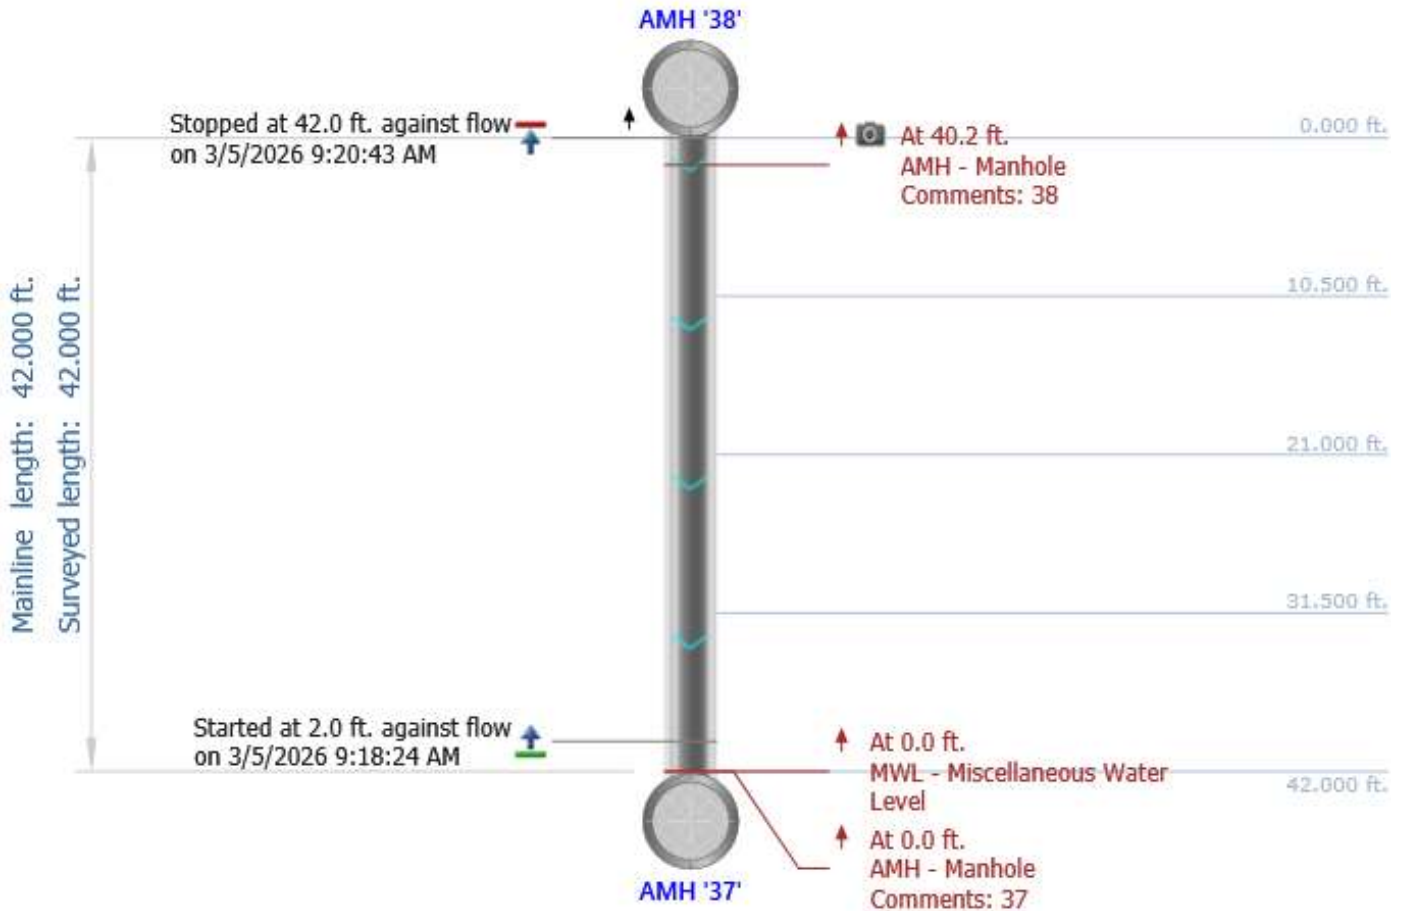 AMH '38'
Stopped at 42.0 ft. against flow
on 3/5/2026 9:20:43 AM
0.000 ft.
At 40.2 ft.
AMH - Manhole
Comments: 38
10.500 ft.
Mainline length: 42.000 ft.
Surveyed length: 42.000 ft.
21.000 ft.
31.500 ft.
Started at 2.0 ft. against flow
on 3/5/2026 9:18:24 AM
At 0.0 ft.
MWL - Miscellaneous Water
Level
42.000 ft.
At 0.0 ft.
AMH - Manhole
Comments: 37
AMH '37'